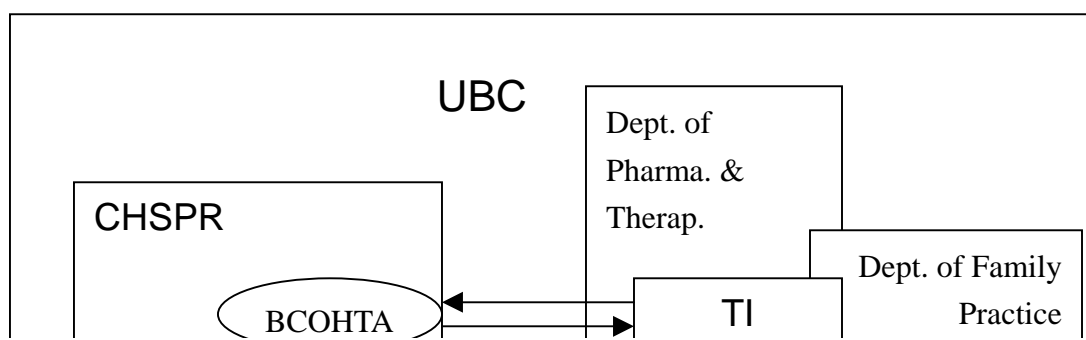 UBC
Dept. of
Pharma. &
Therap.
CHSPR
Dept. of Family
Practice
BCOHTA
TI